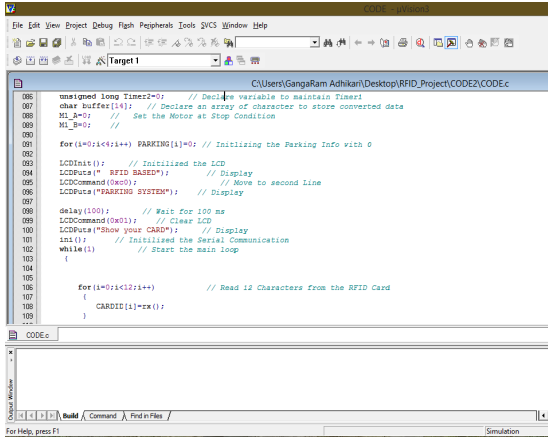 CODE - µVision3
File Edit View Project Debug Flash Peripherals Tools SVCS Window Help
Target 1
C:\Users\GangaRam Adhikari\Desktop\RFID_Project\CODE2\CODE.c
086 unsigned long Timer2=0; // Declare variable to maintain Timer1
087 char buffer[14]; // Declare an array of character to store converted data
088 M1_A=0; // Set the Motor at Stop Condition
089 M1_B=0; //
090
091 for(i=0;i<4;i++) PARKING[i]=0; // Initlising the Parking Info with 0
092
093 LCDInit(); // Initilized the LCD
094 LCDPuts("  RFID BASED"); // Display
095 LCDCommand(0xc0); // Move to second Line
096 LCDPuts("PARKING SYSTEM"); // Display
097
098 delay(100); // Wait for 100 ms
099 LCDCommand(0x01); // Clear LCD
100 LCDPuts("Show your CARD"); // Display
101 ini(); // Initilized the Serial Communication
102 while(1) // Start the main loop
103 {
104
105
106 for(i=0;i<12;i++) // Read 12 Characters from the RFID Card
107 {
108 CARDID[i]=rx();
109 }
CODE.c
Output Window
Build Command Find in Files
For Help, press F1
Simulation